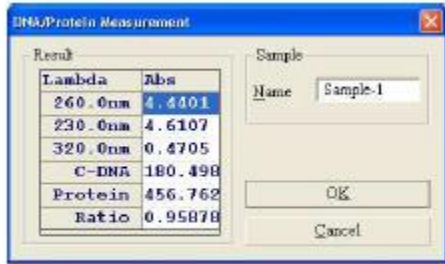 DNA/Protein Measurement
Result
Lambda Abs
260.0nm 4.4401
230.0nm 4.6107
320.0nm 0.4705
C-DNA 180.498
Protein 456.762
Ratio 0.95878
Sample
Name Sample-1
OK
Cancel